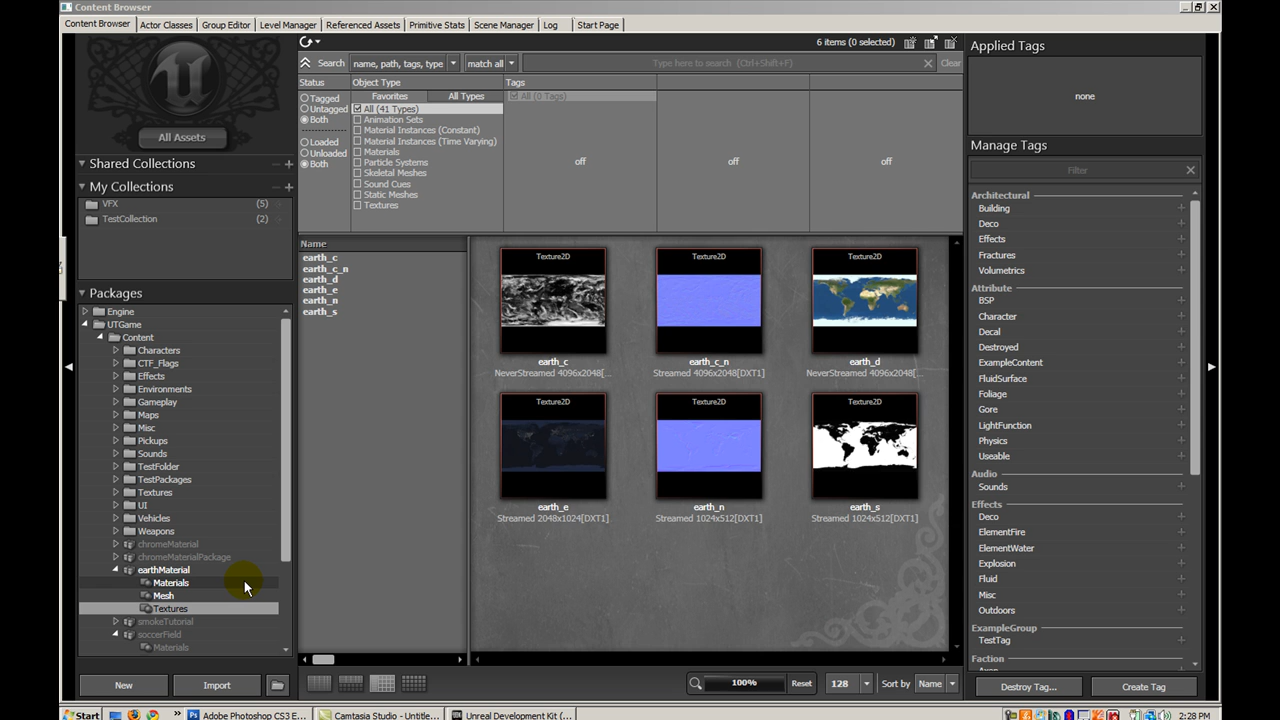 Content Browser
Content Browser Actor Classes Group Editor Level Manager Referenced Assets Primitive Stats Scene Manager Log Start Page
All Assets
Shared Collections
My Collections
VFX (5)
TestCollection (2)
Packages
Engine
UTGame
Content
Characters
CTF_Flags
Effects
Environments
Gameplay
Maps
Misc
Pickups
Sounds
TestFolder
TestPackages
Textures
UI
Vehicles
Weapons
chromeMaterial
chromeMaterialPackage
earthMaterial
Materials
Mesh
Textures
smokeTutorial
soccerField
Materials
New Import
6 items (0 selected)
Search name, path, tags, type match all Type here to search (Ctrl+Shift+F) Clear
Status Object Type Tags
Tagged
Untagged
Both
Loaded
Unloaded
Both
Favorites All Types
All (41 Types)
Animation Sets
Material Instances (Constant)
Material Instances (Time Varying)
Materials
Particle Systems
Skeletal Meshes
Sound Cues
Static Meshes
Textures
All (0 Tags)
off off off
Name
earth_c
earth_c_n
earth_d
earth_e
earth_n
earth_s
Texture2D Texture2D Texture2D
earth_c earth_c_n earth_d
NeverStreamed 4096x2048[... Streamed 4096x2048[DXT1] NeverStreamed 4096x2048[...
Texture2D Texture2D Texture2D
earth_e earth_n earth_s
Streamed 2048x1024[DXT1] Streamed 1024x512[DXT1] Streamed 1024x512[DXT1]
100% Reset 128 Sort by Name
Applied Tags
none
Manage Tags
Filter
Architectural
Building
Deco
Effects
Fractures
Volumetrics
Attribute
BSP
Character
Decal
Destroyed
ExampleContent
FluidSurface
Foliage
Gore
LightFunction
Physics
Useable
Audio
Sounds
Effects
Deco
ElementFire
ElementWater
Explosion
Fluid
Misc
Outdoors
ExampleGroup
TestTag
Faction
Destroy Tag... Create Tag
Start Adobe Photoshop CS3 E... Camtasia Studio - Untitle... Unreal Development Kit (... 2:28 PM